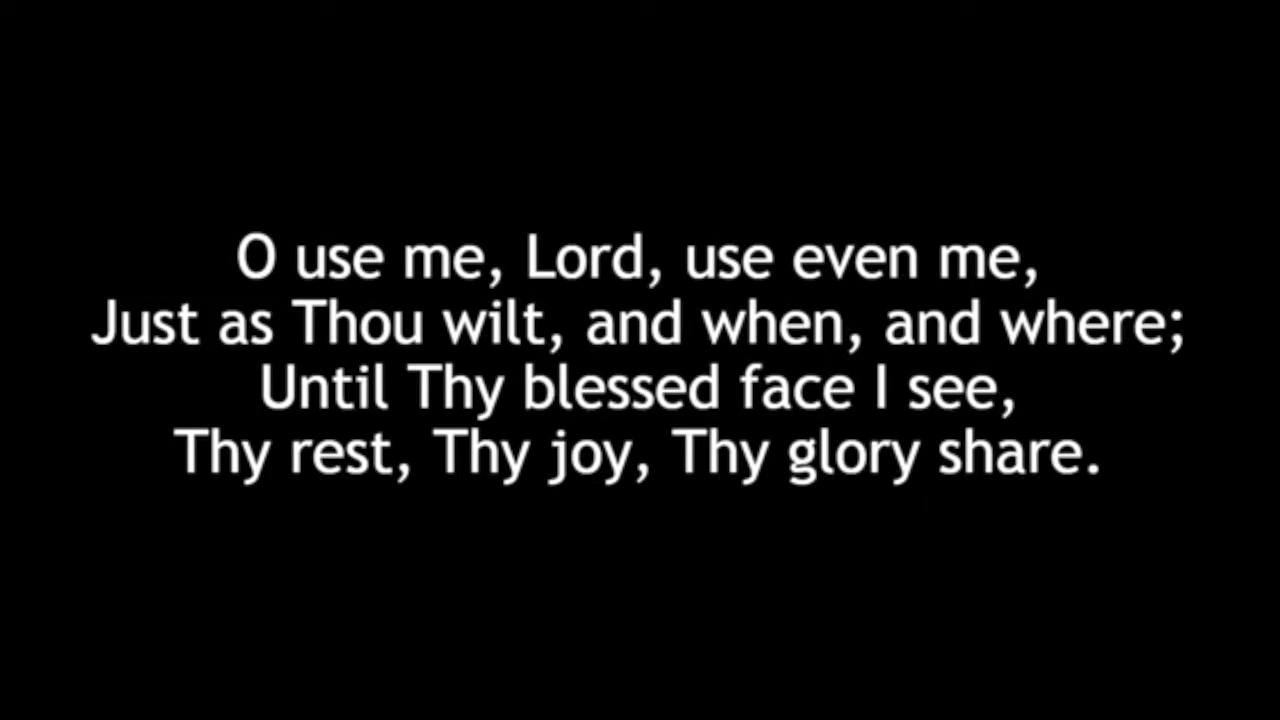 O use me, Lord, use even me,
Just as Thou wilt, and when, and where;
Until Thy blessed face I see,
Thy rest, Thy joy, Thy glory share.